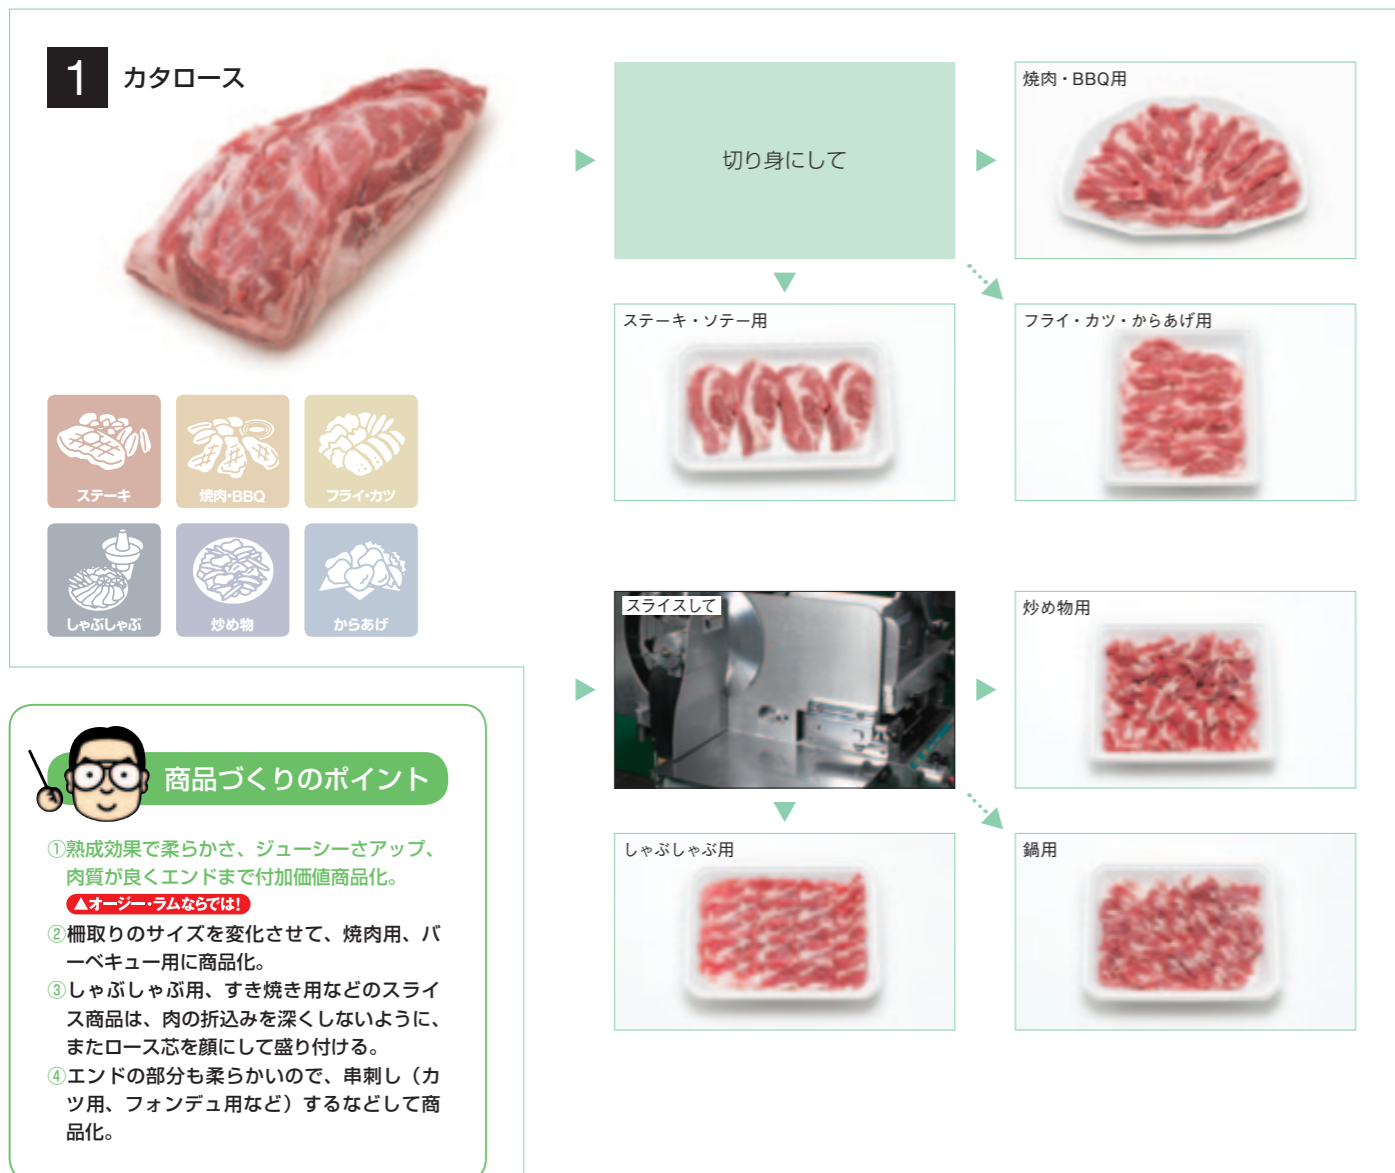 1 カタロース
切り身にして
焼肉・BBQ用
ステーキ・ソテー用
フライ・カツ・からあげ用
ステーキ
焼肉・BBQ
フライ・カツ
しゃぶしゃぶ
炒め物
からあげ
スライスして
炒め物用
しゃぶしゃぶ用
鍋用
商品づくりのポイント
①熟成効果で柔らかさ、ジューシーさアップ、
肉質が良くエンドまで付加価値商品化。
▲オージー・ラムならでは!
②柵取りのサイズを変化させて、焼肉用、バ
ーベキュー用に商品化。
③しゃぶしゃぶ用、すき焼き用などのスライ
ス商品は、肉の折込みを深くしないように、
またロース芯を顔にして盛り付ける。
④エンドの部分も柔らかいので、串刺し（カ
ツ用、フォンデュ用など）するなどして商
品化。